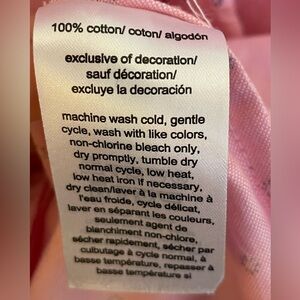 100% cotton/ coton/ algodón
exclusive of decoration/
sauf décoration/
excluye la decoración
machine wash cold, gentle
cycle, wash with like colors,
non-chlorine bleach only,
dry promptly, tumble dry
normal cycle, low heat,
low heat iron if necessary,
dry clean/laver à la machine à
l'eau froide, cycle délicat,
laver en séparant les couleurs,
seulement agent de
blanchiment non-chlore,
sécher rapidement, sécher par
culbutage à cycle normal, à
basse température, repasser à
basse température si